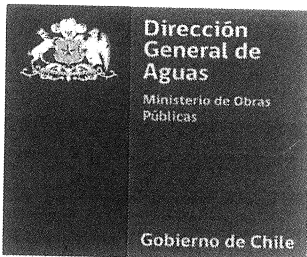 Dirección
General de
Aguas
Ministerio de Obras
Públicas
Gobierno de Chile